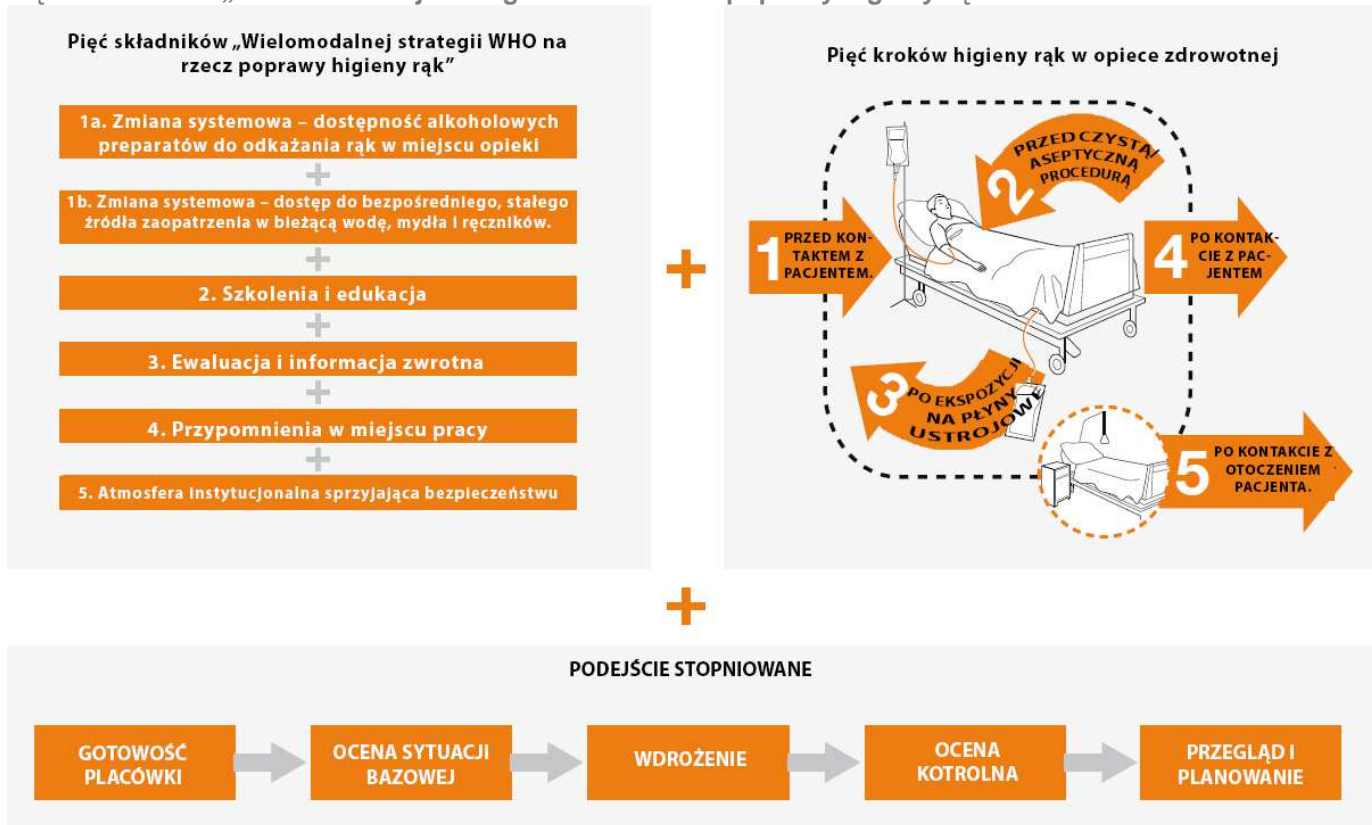 Pięć składników „Wielomodalnej strategii WHO na
rzecz poprawy higieny rąk”
1a. Zmiana systemowa – dostępność alkoholowych
preparatów do odkażania rąk w miejscu opieki
+
1b. Zmiana systemowa – dostęp do bezpośredniego, stałego
źródła zaopatrzenia w bieżącą wodę, mydła i ręczników.
+
2. Szkolenia i edukacja
+
3. Ewaluacja i informacja zwrotna
+
4. Przypomnienia w miejscu pracy
+
5. Atmosfera instytucjonalna sprzyjająca bezpieczeństwu
+
Pięć kroków higieny rąk w opiece zdrowotnej
1
PRZED KON-
TAKTEM Z
PACJENTEM.
2
PRZED CZYSTĄ/
ASEPTYCZNĄ
PROCEDURĄ
3
PO EKSPOZYCJI
NA PŁYNY
USTROJOWE
4
PO KONTAK-
CIE Z PAC-
JENTEM
5
PO KONTAKCIE Z
OTOCZENIEM
PACJENTA.
+
PODEJŚCIE STOPNIOWANE
GOTOWOŚĆ
PLACÓWKI
OCENA SYTUACJI
BAZOWEJ
WDROŻENIE
OCENA
KOTROLNA
PRZEGLĄD I
PLANOWANIE